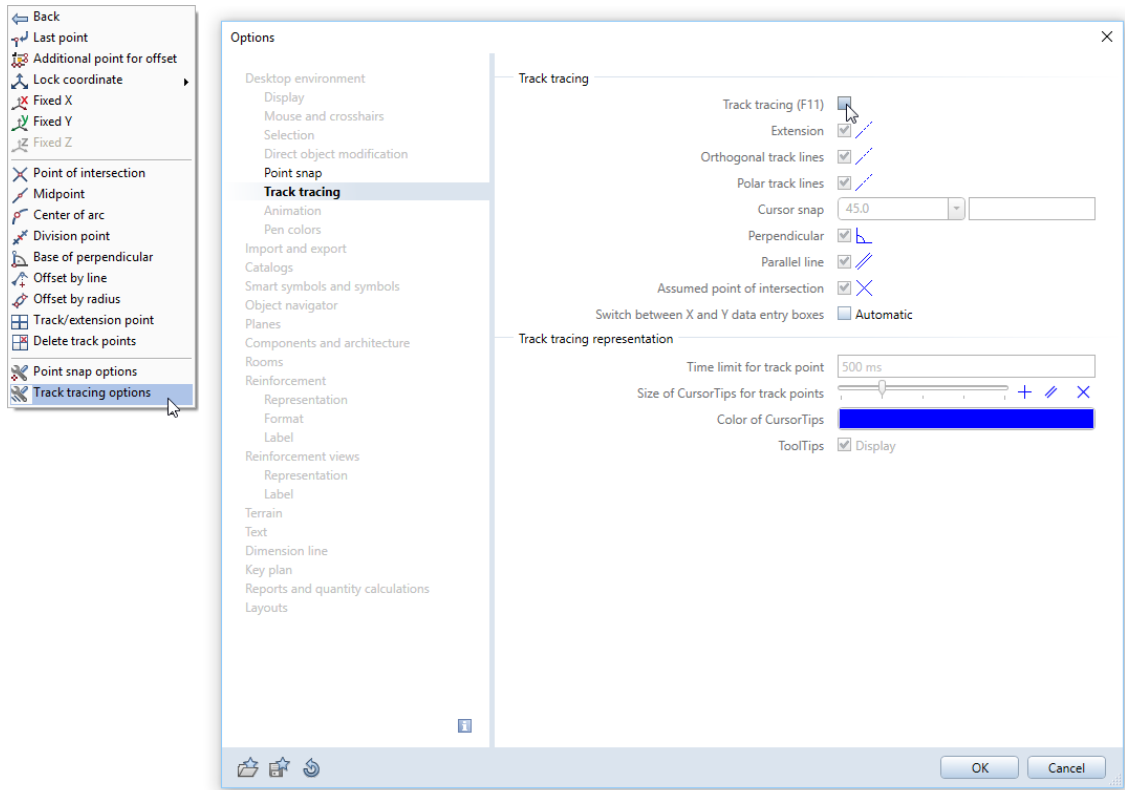 Back
Last point
Additional point for offset
Lock coordinate
Fixed X
Fixed Y
Fixed Z
Point of intersection
Midpoint
Center of arc
Division point
Base of perpendicular
Offset by line
Offset by radius
Track/extension point
Delete track points
Point snap options
Track tracing options
Options
Desktop environment
Display
Mouse and crosshairs
Selection
Direct object modification
Point snap
Track tracing
Animation
Pen colors
Import and export
Catalogs
Smart symbols and symbols
Object navigator
Planes
Components and architecture
Rooms
Reinforcement
Representation
Format
Label
Reinforcement views
Representation
Label
Terrain
Text
Dimension line
Key plan
Reports and quantity calculations
Layouts
Track tracing
Track tracing (F11)
Extension
Orthogonal track lines
Polar track lines
Cursor snap 45.0
Perpendicular
Parallel line
Assumed point of intersection
Switch between X and Y data entry boxes Automatic
Track tracing representation
Time limit for track point 500 ms
Size of CursorTips for track points
Color of CursorTips
ToolTips Display
OK Cancel